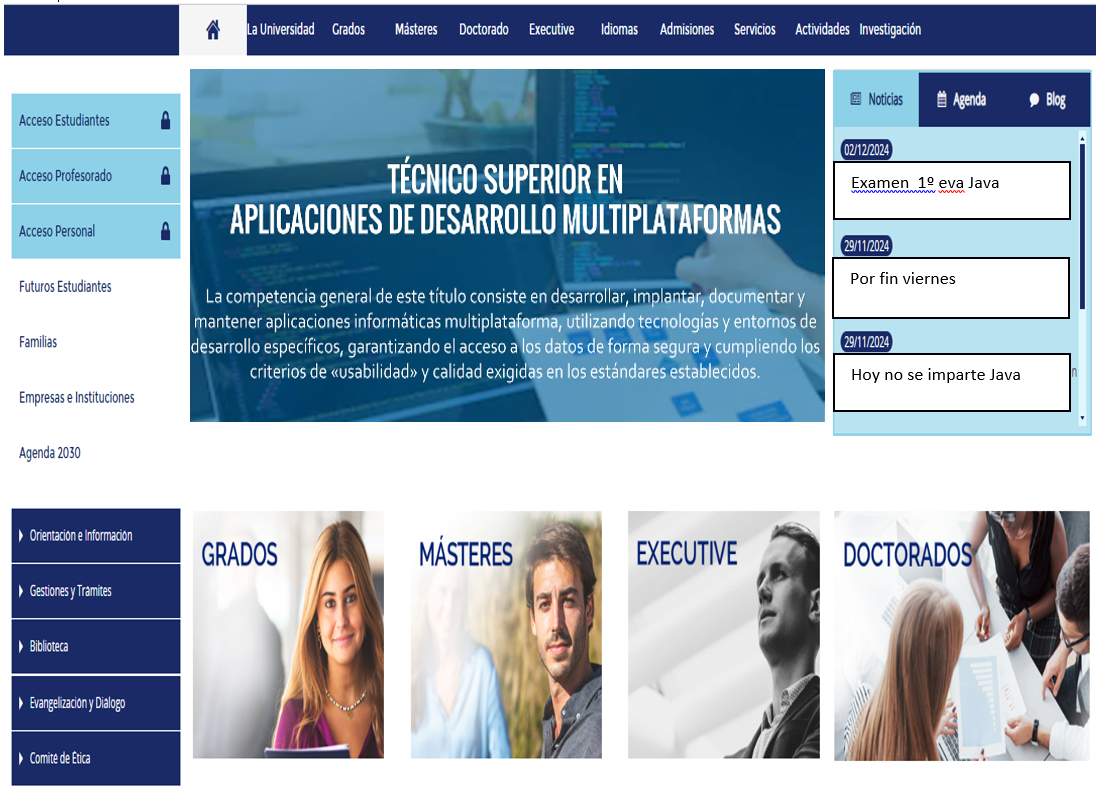 La Universidad Grados Másteres Doctorado Executive Idiomas Admisiones Servicios Actividades Investigación
Acceso Estudiantes
Acceso Profesorado
Acceso Personal
Futuros Estudiantes
Familias
Empresas e Instituciones
Agenda 2030
TÉCNICO SUPERIOR EN
APLICACIONES DE DESARROLLO MULTIPLATAFORMAS
La competencia general de este título consiste en desarrollar, implantar, documentar y
mantener aplicaciones informáticas multiplataforma, utilizando tecnologías y entornos de
desarrollo específicos, garantizando el acceso a los datos de forma segura y cumpliendo los
criterios de «usabilidad» y calidad exigidas en los estándares establecidos.
Noticias Agenda Blog
02/12/2024
Examen 1º eva Java
29/11/2024
Por fin viernes
29/11/2024
Hoy no se imparte Java
Orientación e Información
Gestiones y Trámites
Biblioteca
Evangelización y Diálogo
Comité de Ética
GRADOS
MÁSTERES
EXECUTIVE
DOCTORADOS